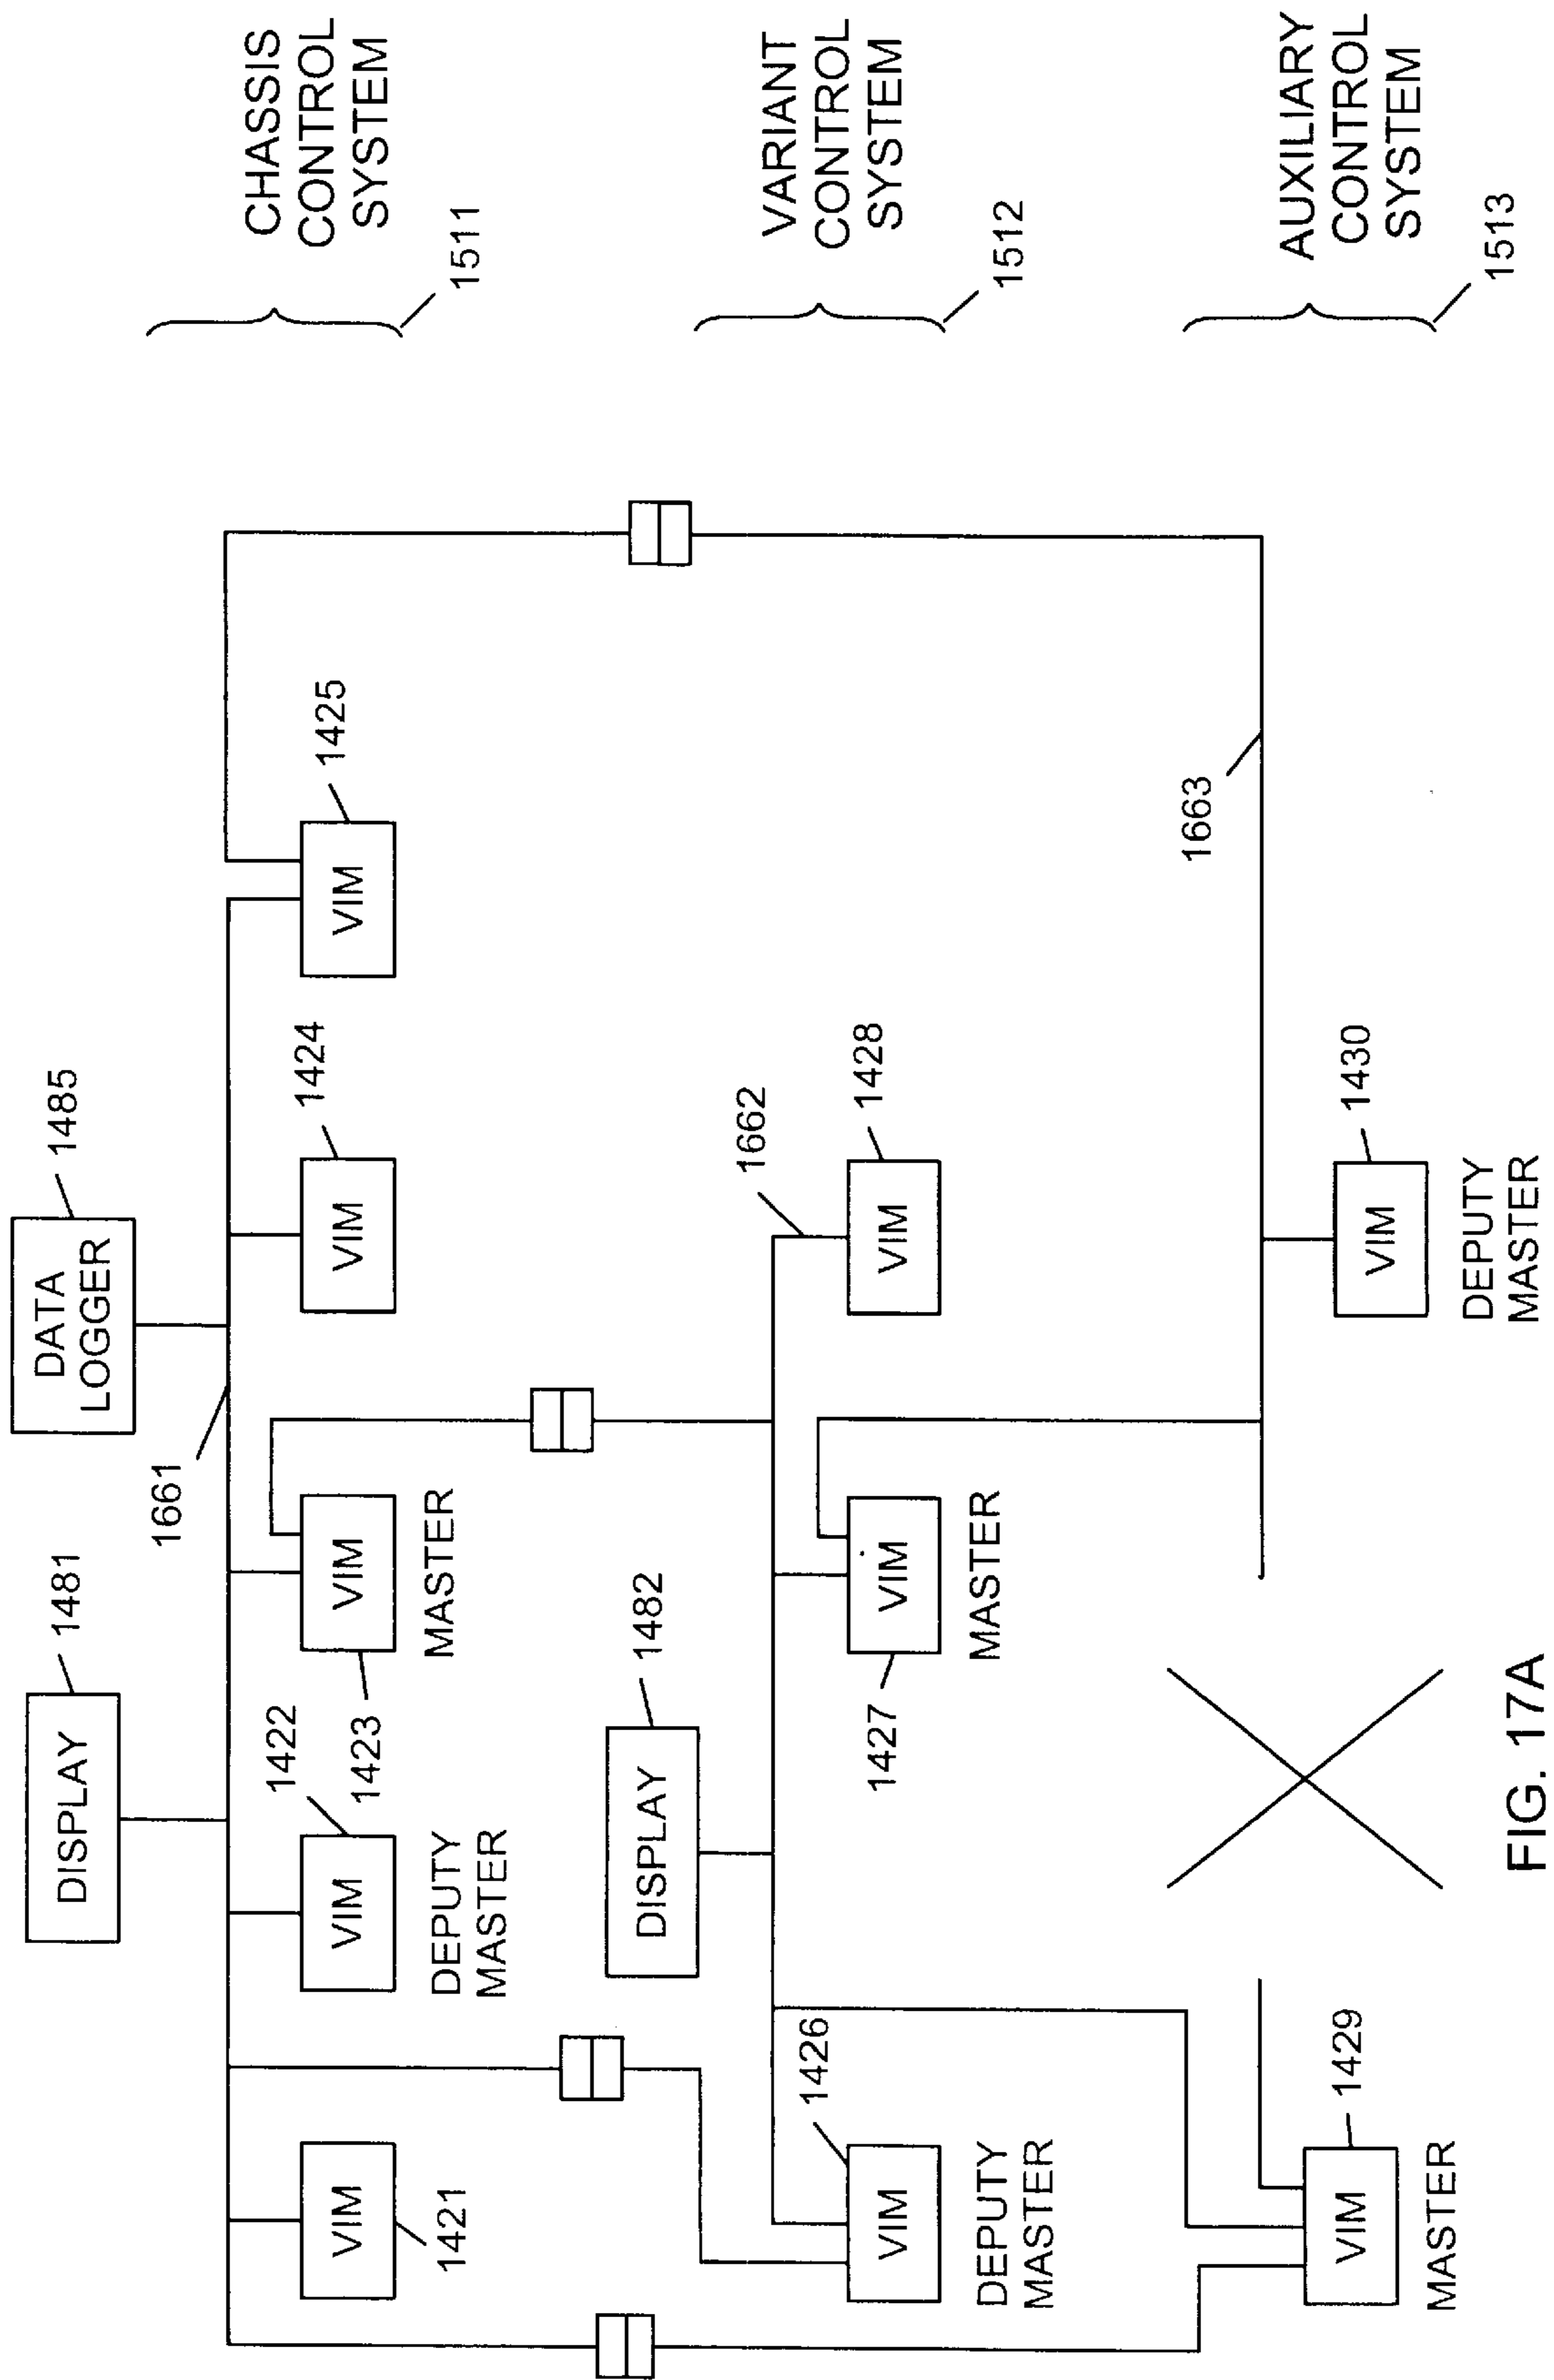 DISPLAY
1481
DATA
LOGGER
1485
1661
VIM
1421
VIM
1422
DEPUTY
MASTER
VIM
1423
MASTER
VIM
1424
VIM
1425
CHASSIS
CONTROL
SYSTEM
1511
DISPLAY
1482
1662
VIM
1426
DEPUTY
MASTER
VIM
1427
MASTER
VIM
1428
VARIANT
CONTROL
SYSTEM
1512
1663
VIM
1429
MASTER
VIM
1430
DEPUTY
MASTER
AUXILIARY
CONTROL
SYSTEM
1513
FIG. 17A